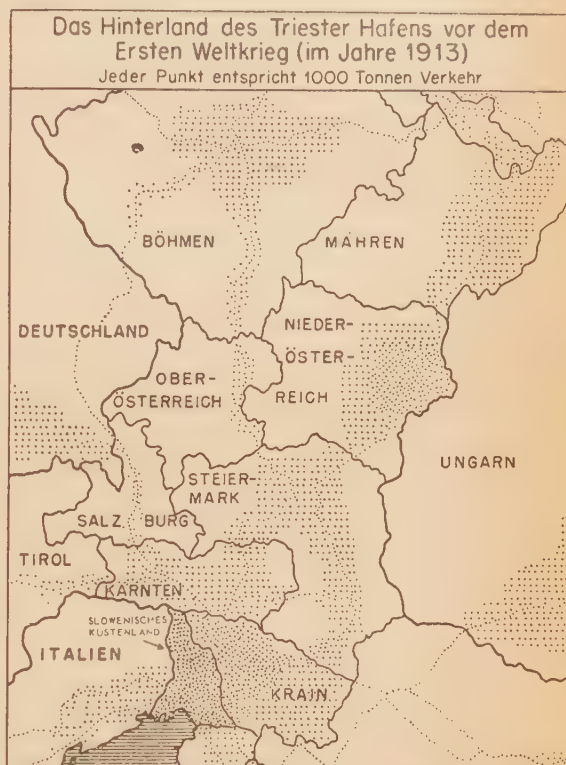 Das Hinterland des Triester Hafens vor dem
Ersten Weltkrieg (im Jahre 1913)
Jeder Punkt entspricht 1000 Tonnen Verkehr
BÖHMEN
MÄHREN
DEUTSCHLAND
NIEDER-
ÖSTER-
REICH
OBER-
ÖSTERREICH
UNGARN
STEIER-
MARK
SALZ BURG
TIROL
KÄRNTEN
SLOWENISCHES
KÜSTENLAND
ITALIEN
KRAIN